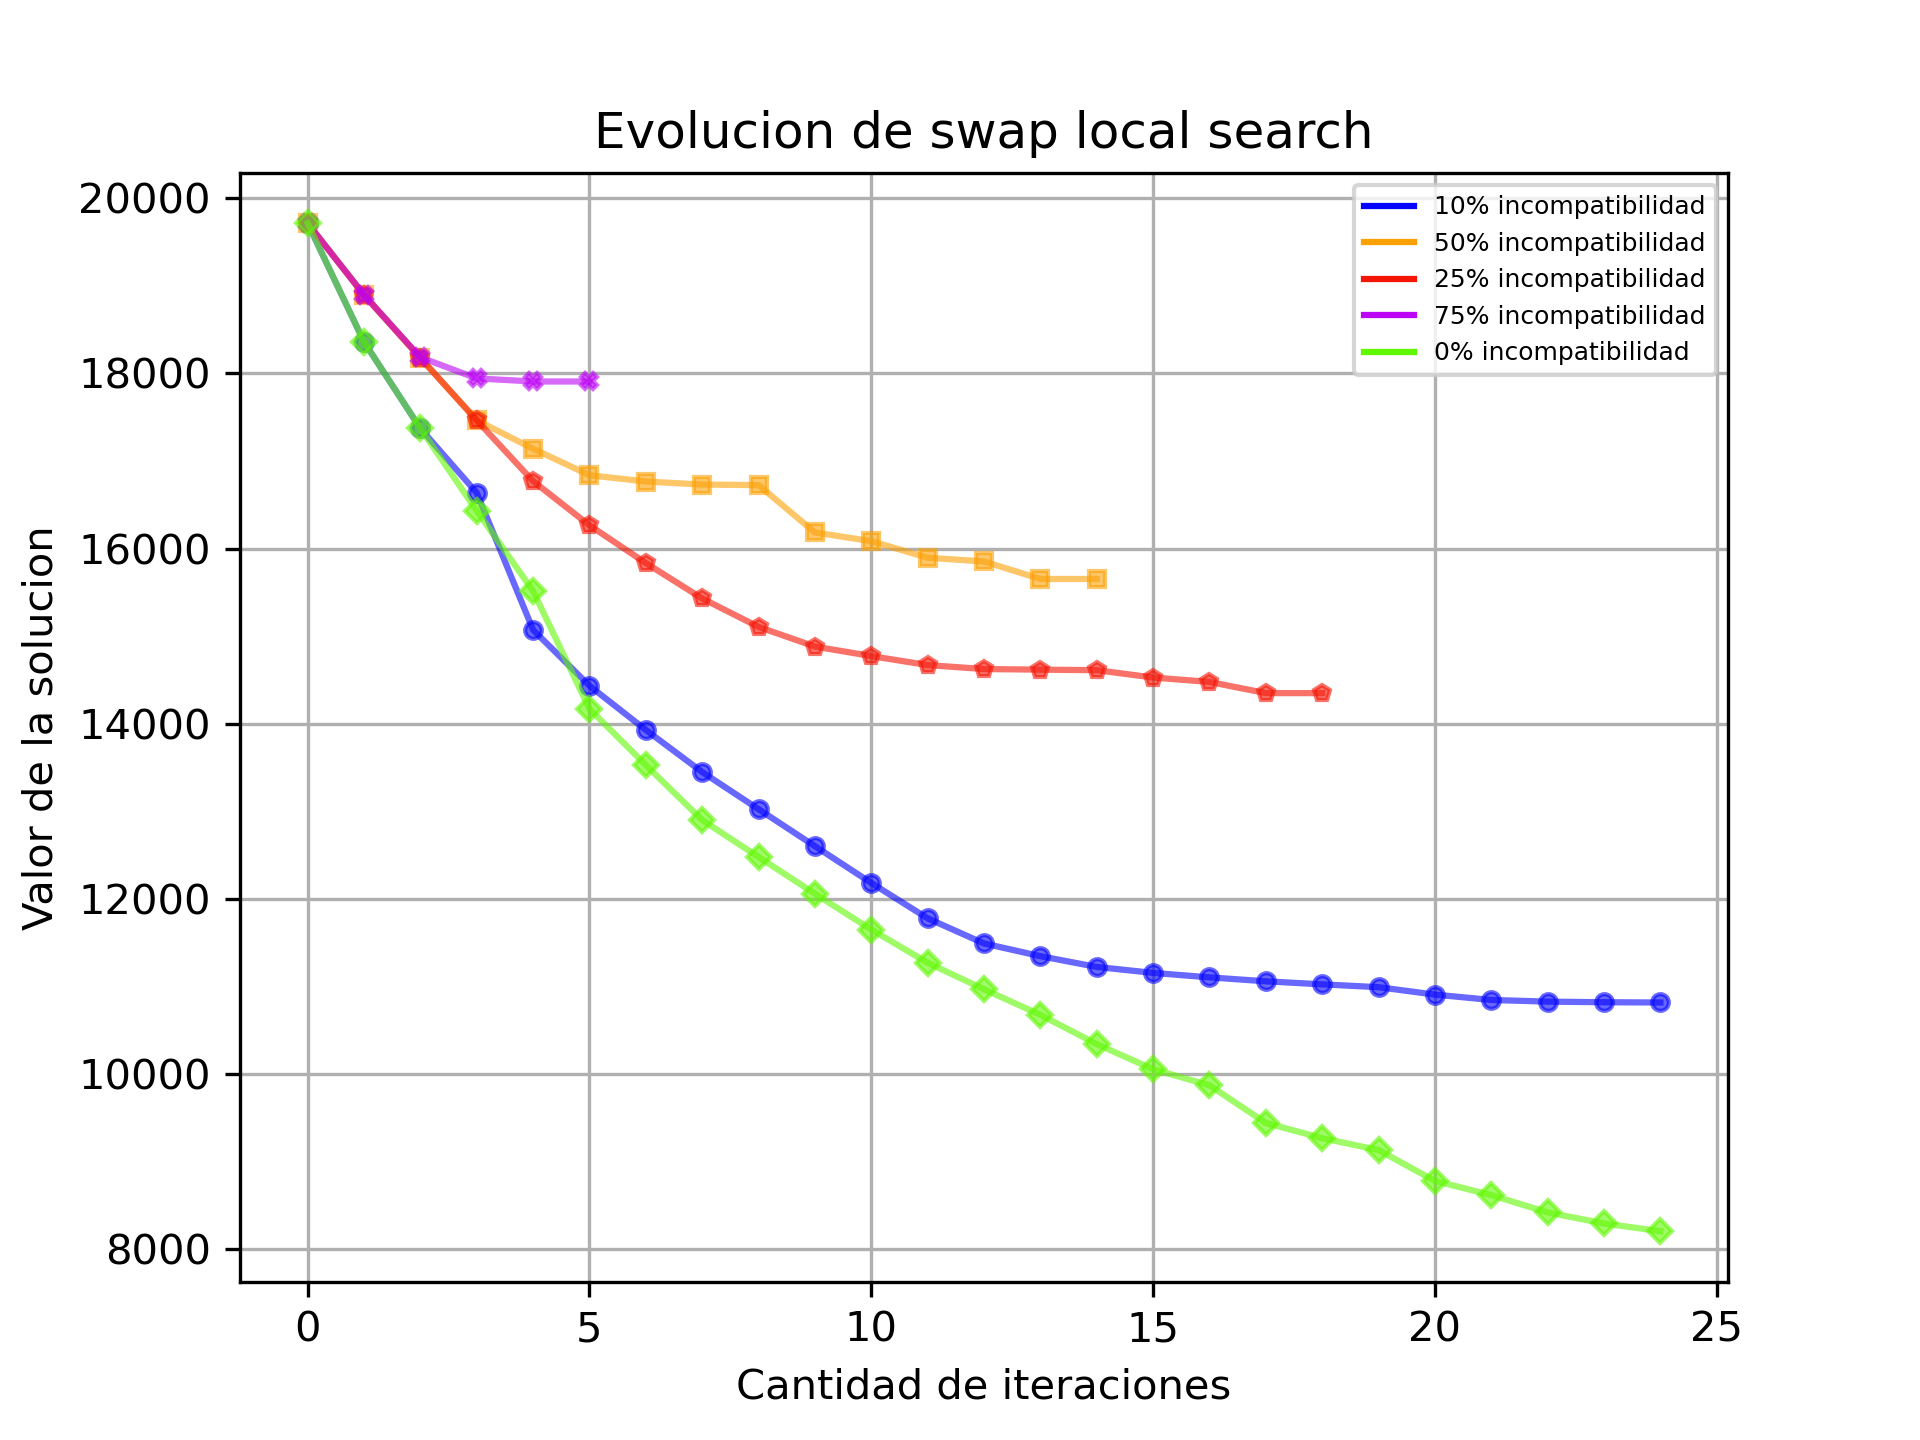 Evolucion de swap local search
20000
18000
16000
14000
12000
10000
8000
Valor de la solucion
10% incompatibilidad
50% incompatibilidad
25% incompatibilidad
75% incompatibilidad
0% incompatibilidad
0 5 10 15 20 25
Cantidad de iteraciones